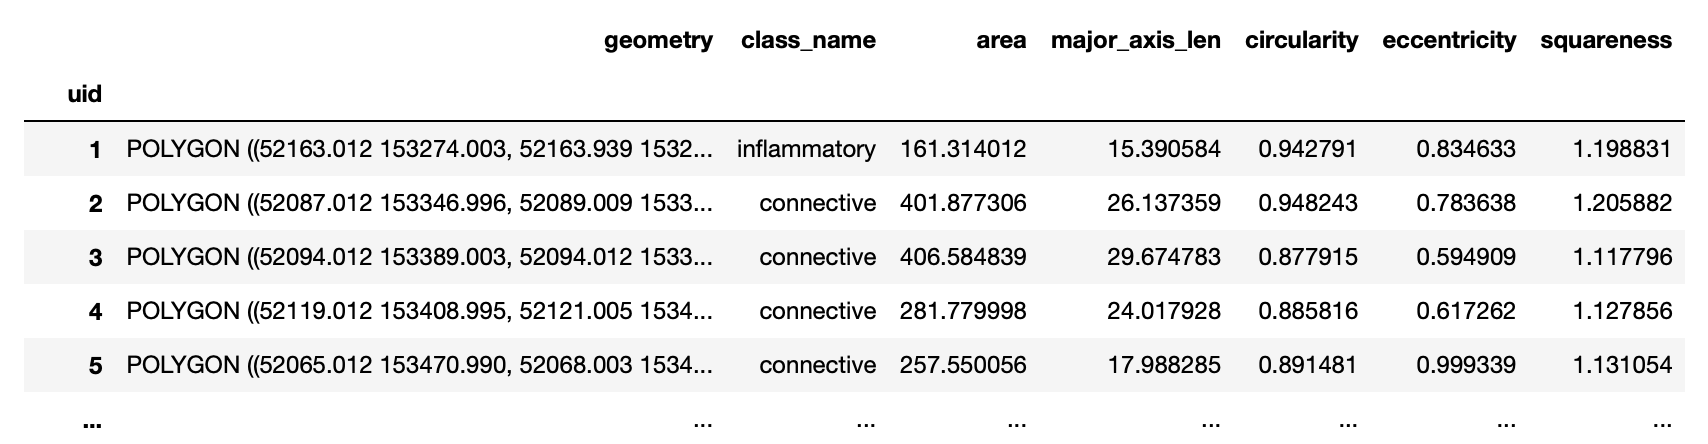 geometry class_name area major_axis_len circularity eccentricity squareness
uid
1 POLYGON ((52163.012 153274.003, 52163.939 1532... inflammatory 161.314012 15.390584 0.942791 0.834633 1.198831
2 POLYGON ((52087.012 153346.996, 52089.009 1533... connective 401.877306 26.137359 0.948243 0.783638 1.205882
3 POLYGON ((52094.012 153389.003, 52094.012 1533... connective 406.584839 29.674783 0.877915 0.594909 1.117796
4 POLYGON ((52119.012 153408.995, 52121.005 1534... connective 281.779998 24.017928 0.885816 0.617262 1.127856
5 POLYGON ((52065.012 153470.990, 52068.003 1534... connective 257.550056 17.988285 0.891481 0.999339 1.131054
... ... ... ... ... ... ... ...